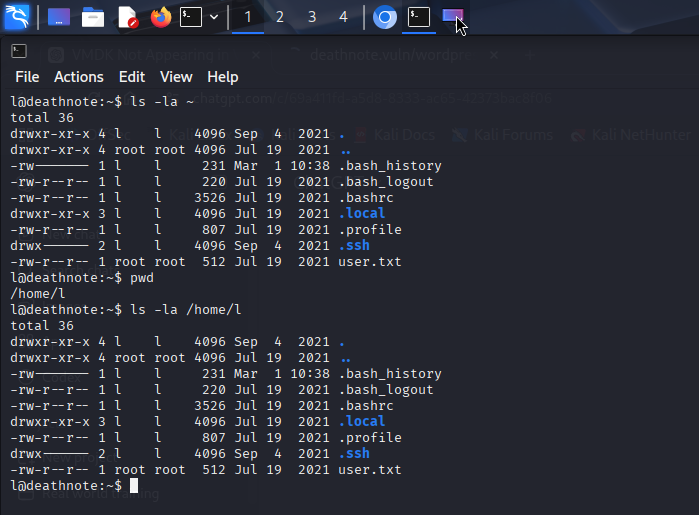 1 2 3 4
VMDK Not Appearing
deathnote.vuln/wordpr
File Actions Edit View Help
l@deathnote:~$ ls -la ~
total 36
drwxr-xr-x 4 l    l    4096 Sep  4  2021 .
drwxr-xr-x 4 root root 4096 Jul 19  2021 ..
-rw------- 1 l    l     231 Mar  1 10:38 .bash_history
-rw-r--r-- 1 l    l     220 Jul 19  2021 .bash_logout
-rw-r--r-- 1 l    l    3526 Jul 19  2021 .bashrc
drwxr-xr-x 3 l    l    4096 Jul 19  2021 .local
-rw-r--r-- 1 l    l     807 Jul 19  2021 .profile
drwx------ 2 l    l    4096 Sep  4  2021 .ssh
-rw-r--r-- 1 root root  512 Jul 19  2021 user.txt
l@deathnote:~$ pwd
/home/l
l@deathnote:~$ ls -la /home/l
total 36
drwxr-xr-x 4 l    l    4096 Sep  4  2021 .
drwxr-xr-x 4 root root 4096 Jul 19  2021 ..
-rw------- 1 l    l     231 Mar  1 10:38 .bash_history
-rw-r--r-- 1 l    l     220 Jul 19  2021 .bash_logout
-rw-r--r-- 1 l    l    3526 Jul 19  2021 .bashrc
drwxr-xr-x 3 l    l    4096 Jul 19  2021 .local
-rw-r--r-- 1 l    l     807 Jul 19  2021 .profile
drwx------ 2 l    l    4096 Sep  4  2021 .ssh
-rw-r--r-- 1 root root  512 Jul 19  2021 user.txt
l@deathnote:~$
Kali Docs Kali Forums Kali NetHunter
New project
Real world training